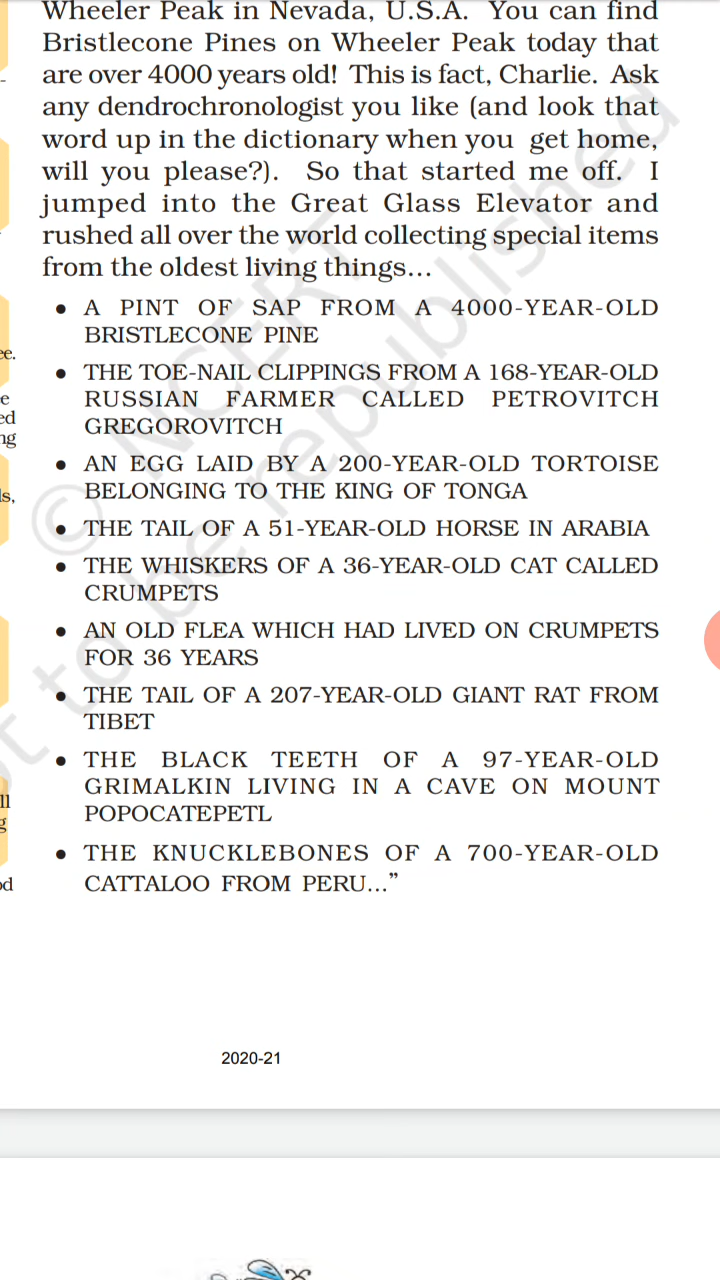 Wheeler Peak in Nevada, U.S.A. You can find
Bristlecone Pines on Wheeler Peak today that
are over 4000 years old! This is fact, Charlie. Ask
any dendrochronologist you like (and look that
word up in the dictionary when you get home,
will you please?). So that started me off. I
jumped into the Great Glass Elevator and
rushed all over the world collecting special items
from the oldest living things...
• A PINT OF SAP FROM A 4000-YEAR-OLD
BRISTLECONE PINE
• THE TOE-NAIL CLIPPINGS FROM A 168-YEAR-OLD
RUSSIAN FARMER CALLED PETROVITCH
GREGOROVITCH
• AN EGG LAID BY A 200-YEAR-OLD TORTOISE
BELONGING TO THE KING OF TONGA
• THE TAIL OF A 51-YEAR-OLD HORSE IN ARABIA
• THE WHISKERS OF A 36-YEAR-OLD CAT CALLED
CRUMPETS
• AN OLD FLEA WHICH HAD LIVED ON CRUMPETS
FOR 36 YEARS
• THE TAIL OF A 207-YEAR-OLD GIANT RAT FROM
TIBET
• THE BLACK TEETH OF A 97-YEAR-OLD
GRIMALKIN LIVING IN A CAVE ON MOUNT
POPOCATEPETL
• THE KNUCKLEBONES OF A 700-YEAR-OLD
CATTALOO FROM PERU...”
2020-21
© NCERT
not to be republished